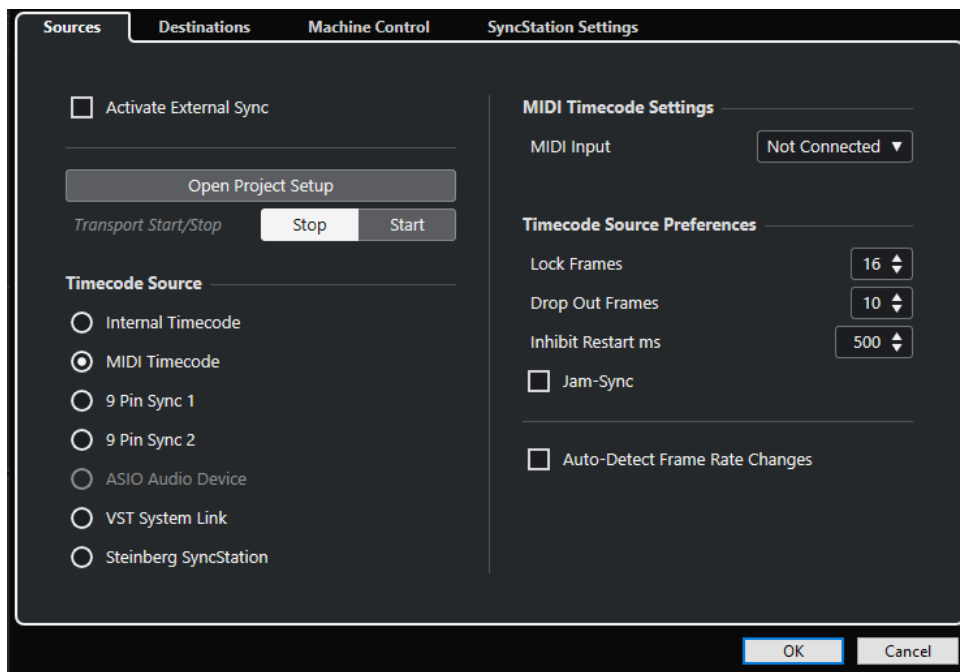 Sources Destinations Machine Control SyncStation Settings
Activate External Sync
Open Project Setup
Transport Start/Stop Stop Start
Timecode Source
Internal Timecode
MIDI Timecode
9 Pin Sync 1
9 Pin Sync 2
ASIO Audio Device
VST System Link
Steinberg SyncStation
MIDI Timecode Settings
MIDI Input Not Connected
Timecode Source Preferences
Lock Frames 16
Drop Out Frames 10
Inhibit Restart ms 500
Jam-Sync
Auto-Detect Frame Rate Changes
OK Cancel